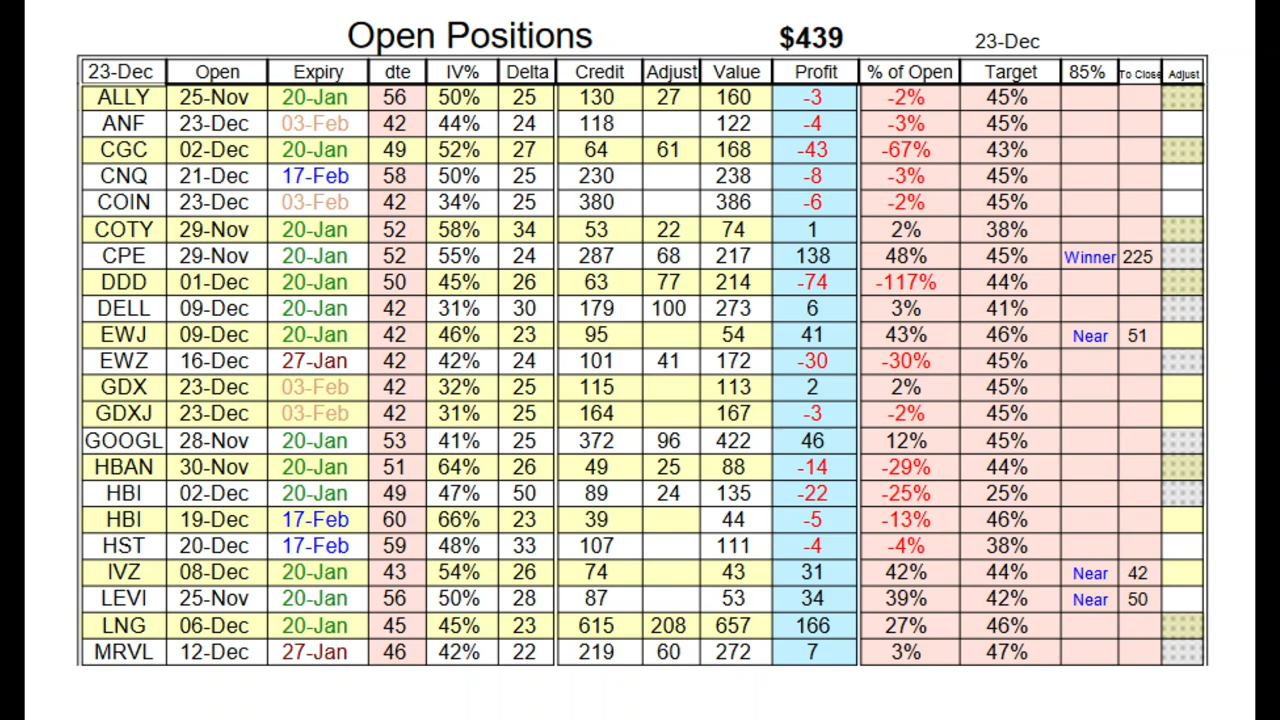 Open Positions $439 23-Dec
23-Dec Open Expiry dte IV% Delta Credit Adjust Value Profit % of Open Target 85% To Close Adjust
ALLY 25-Nov 20-Jan 56 50% 25 130 27 160 -3 -2% 45%
ANF 23-Dec 03-Feb 42 44% 24 118 122 -4 -3% 45%
CGC 02-Dec 20-Jan 49 52% 27 64 61 168 -43 -67% 43%
CNQ 21-Dec 17-Feb 58 50% 25 230 238 -8 -3% 45%
COIN 23-Dec 03-Feb 42 34% 25 380 386 -6 -2% 45%
COTY 29-Nov 20-Jan 52 58% 34 53 22 74 1 2% 38%
CPE 29-Nov 20-Jan 52 55% 24 287 68 217 138 48% 45% Winner 225
DDD 01-Dec 20-Jan 50 45% 26 63 77 214 -74 -117% 44%
DELL 09-Dec 20-Jan 42 31% 30 179 100 273 6 3% 41%
EWJ 09-Dec 20-Jan 42 46% 23 95 54 41 43% 46% Near 51
EWZ 16-Dec 27-Jan 42 42% 24 101 41 172 -30 -30% 45%
GDX 23-Dec 03-Feb 42 32% 25 115 113 2 2% 45%
GDXJ 23-Dec 03-Feb 42 31% 25 164 167 -3 -2% 45%
GOOGL 28-Nov 20-Jan 53 41% 25 372 96 422 46 12% 45%
HBAN 30-Nov 20-Jan 51 64% 26 49 25 88 -14 -29% 44%
HBI 02-Dec 20-Jan 49 47% 50 89 24 135 -22 -25% 25%
HBI 19-Dec 17-Feb 60 66% 23 39 44 -5 -13% 46%
HST 20-Dec 17-Feb 59 48% 33 107 111 -4 -4% 38%
IVZ 08-Dec 20-Jan 43 54% 26 74 43 31 42% 44% Near 42
LEVI 25-Nov 20-Jan 56 50% 28 87 53 34 39% 42% Near 50
LNG 06-Dec 20-Jan 45 45% 23 615 208 657 166 27% 46%
MRVL 12-Dec 27-Jan 46 42% 22 219 60 272 7 3% 47%